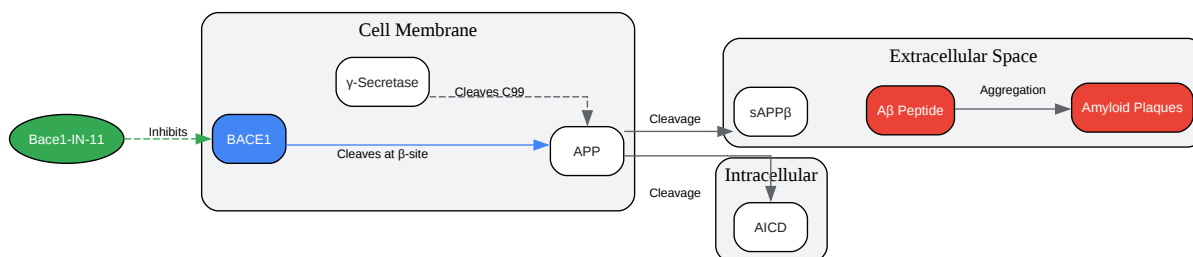 Cell Membrane
γ-Secretase
Cleaves C99
Bace1-IN-11
Inhibits
BACE1
Cleaves at β-site
APP
Cleavage
Cleavage
Extracellular Space
sAPPβ
Aβ Peptide
Aggregation
Amyloid Plaques
Intracellular
AICD